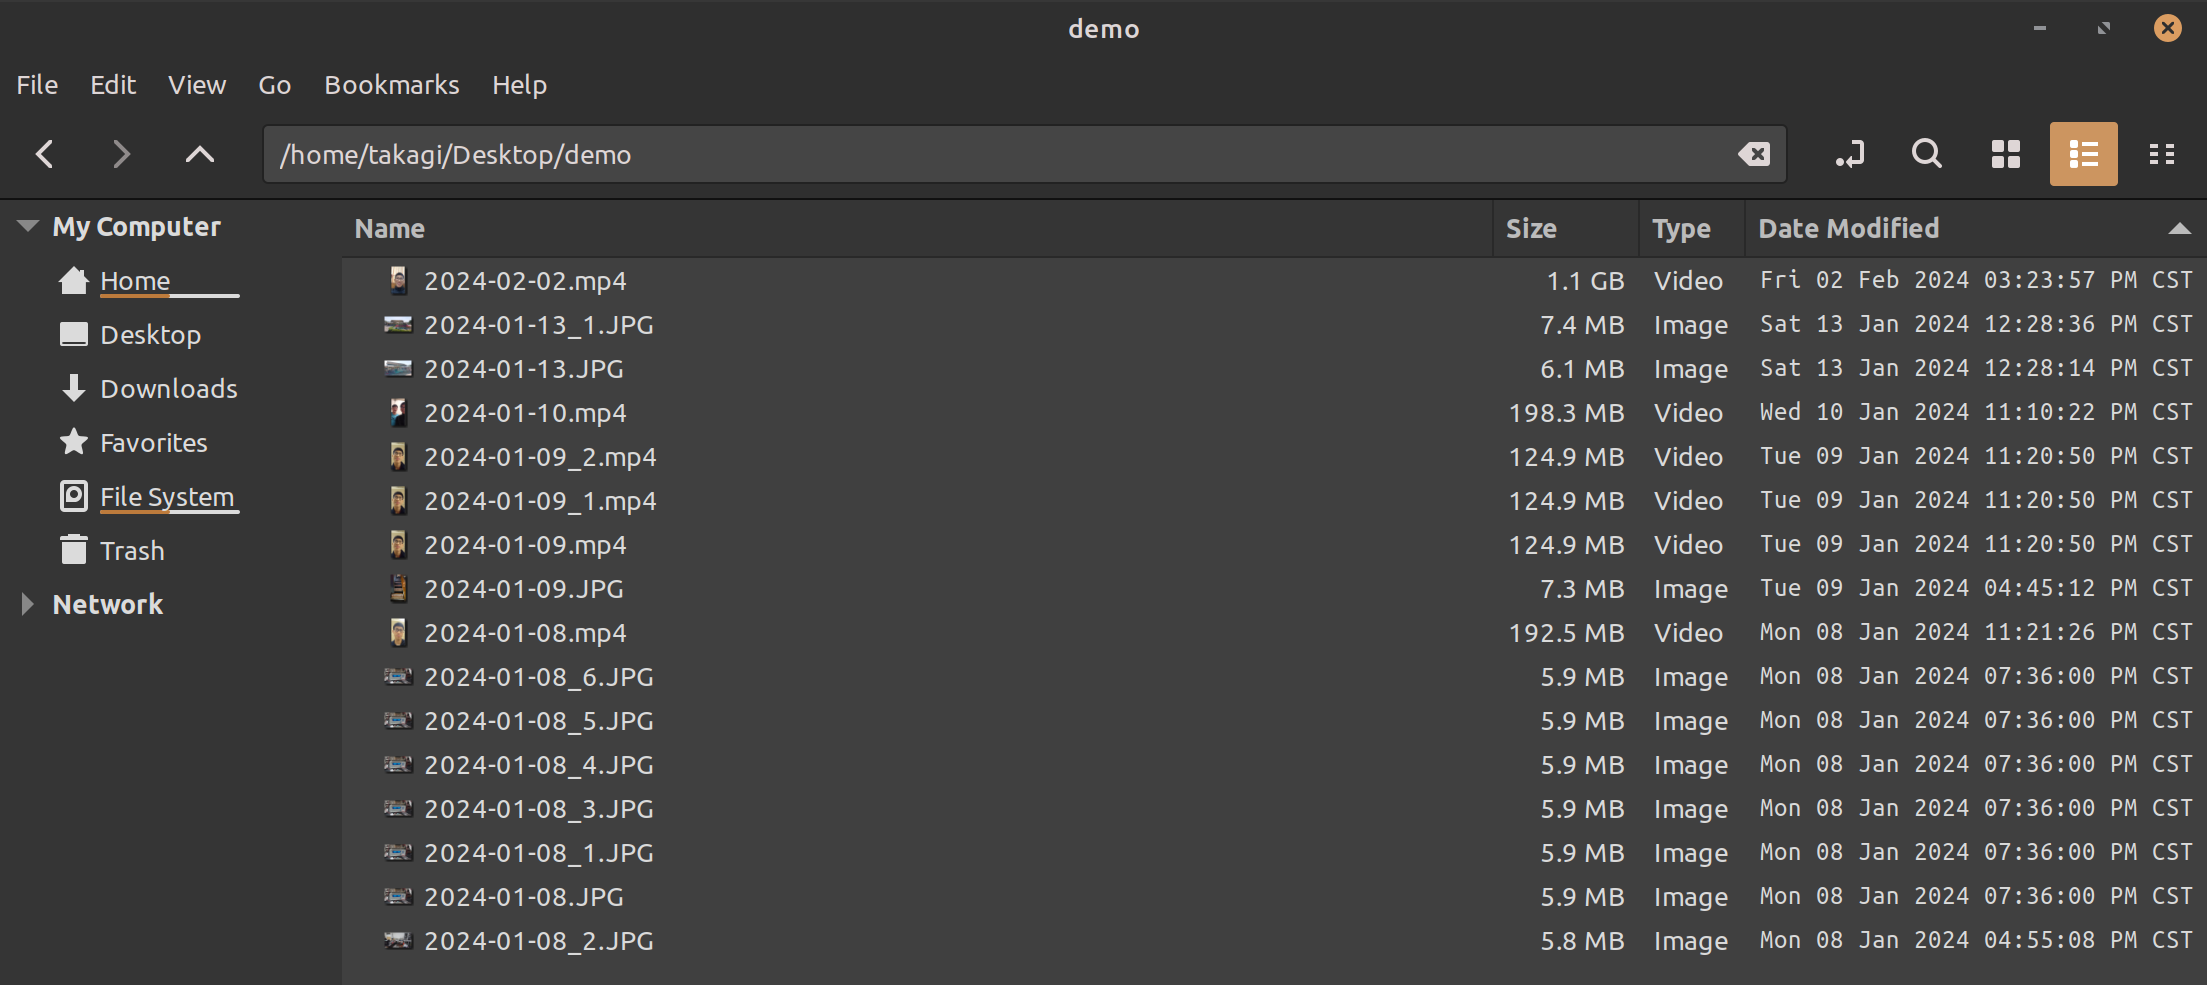 demo
File Edit View Go Bookmarks Help
/home/takagi/Desktop/demo
My Computer
Home
Desktop
Downloads
Favorites
File System
Trash
Network
Name Size Type Date Modified
2024-02-02.mp4 1.1 GB Video Fri 02 Feb 2024 03:23:57 PM CST
2024-01-13_1.JPG 7.4 MB Image Sat 13 Jan 2024 12:28:36 PM CST
2024-01-13.JPG 6.1 MB Image Sat 13 Jan 2024 12:28:14 PM CST
2024-01-10.mp4 198.3 MB Video Wed 10 Jan 2024 11:10:22 PM CST
2024-01-09_2.mp4 124.9 MB Video Tue 09 Jan 2024 11:20:50 PM CST
2024-01-09_1.mp4 124.9 MB Video Tue 09 Jan 2024 11:20:50 PM CST
2024-01-09.mp4 124.9 MB Video Tue 09 Jan 2024 11:20:50 PM CST
2024-01-09.JPG 7.3 MB Image Tue 09 Jan 2024 04:45:12 PM CST
2024-01-08.mp4 192.5 MB Video Mon 08 Jan 2024 11:21:26 PM CST
2024-01-08_6.JPG 5.9 MB Image Mon 08 Jan 2024 07:36:00 PM CST
2024-01-08_5.JPG 5.9 MB Image Mon 08 Jan 2024 07:36:00 PM CST
2024-01-08_4.JPG 5.9 MB Image Mon 08 Jan 2024 07:36:00 PM CST
2024-01-08_3.JPG 5.9 MB Image Mon 08 Jan 2024 07:36:00 PM CST
2024-01-08_1.JPG 5.9 MB Image Mon 08 Jan 2024 07:36:00 PM CST
2024-01-08.JPG 5.9 MB Image Mon 08 Jan 2024 07:36:00 PM CST
2024-01-08_2.JPG 5.8 MB Image Mon 08 Jan 2024 04:55:08 PM CST